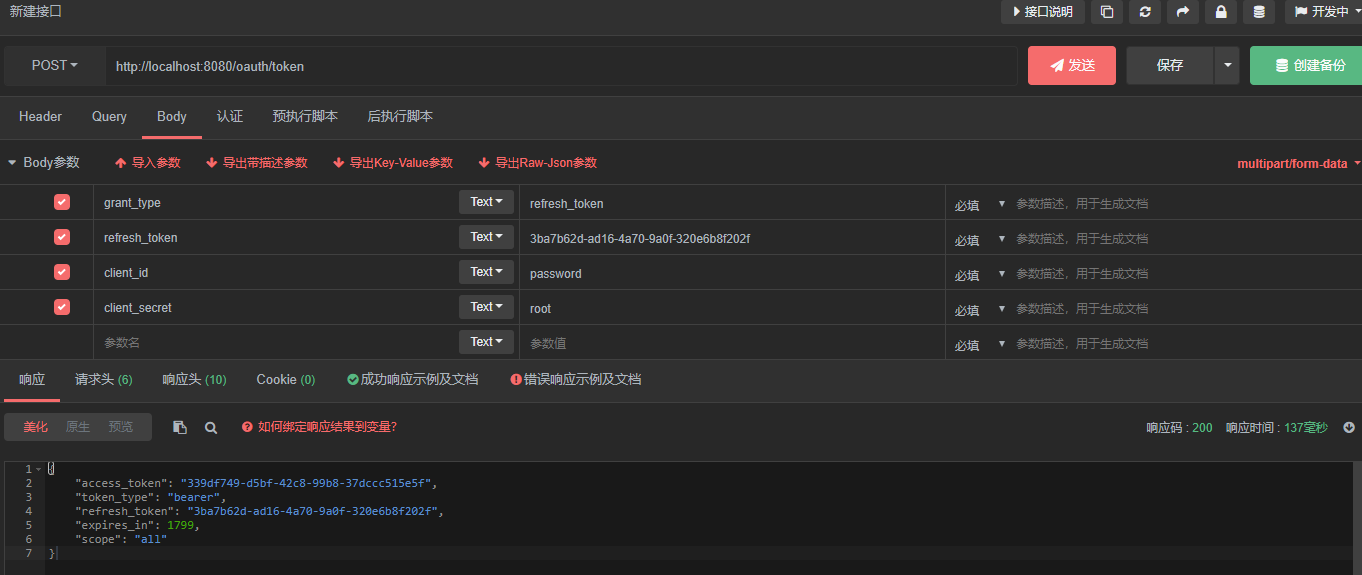 新建接口
接口说明 开发中
POST http://localhost:8080/oauth/token 发送 保存 创建备份
Header Query Body 认证 预执行脚本 后执行脚本
Body参数 导入参数 导出带描述参数 导出Key-Value参数 导出Raw-Json参数 multipart/form-data
grant_type Text refresh_token 必填 参数描述，用于生成文档
refresh_token Text 3ba7b62d-ad16-4a70-9a0f-320e6b8f202f 必填 参数描述，用于生成文档
client_id Text password 必填 参数描述，用于生成文档
client_secret Text root 必填 参数描述，用于生成文档
参数名 Text 参数值 必填 参数描述，用于生成文档
响应 请求头 (6) 响应头 (10) Cookie (0) 成功响应示例及文档 错误响应示例及文档
美化 原生 预览 如何绑定响应结果到变量? 响应码 : 200 响应时间 : 137毫秒
1 {
2 "access_token": "339df749-d5bf-42c8-99b8-37dccc515e5f",
3 "token_type": "bearer",
4 "refresh_token": "3ba7b62d-ad16-4a70-9a0f-320e6b8f202f",
5 "expires_in": 1799,
6 "scope": "all"
7 }